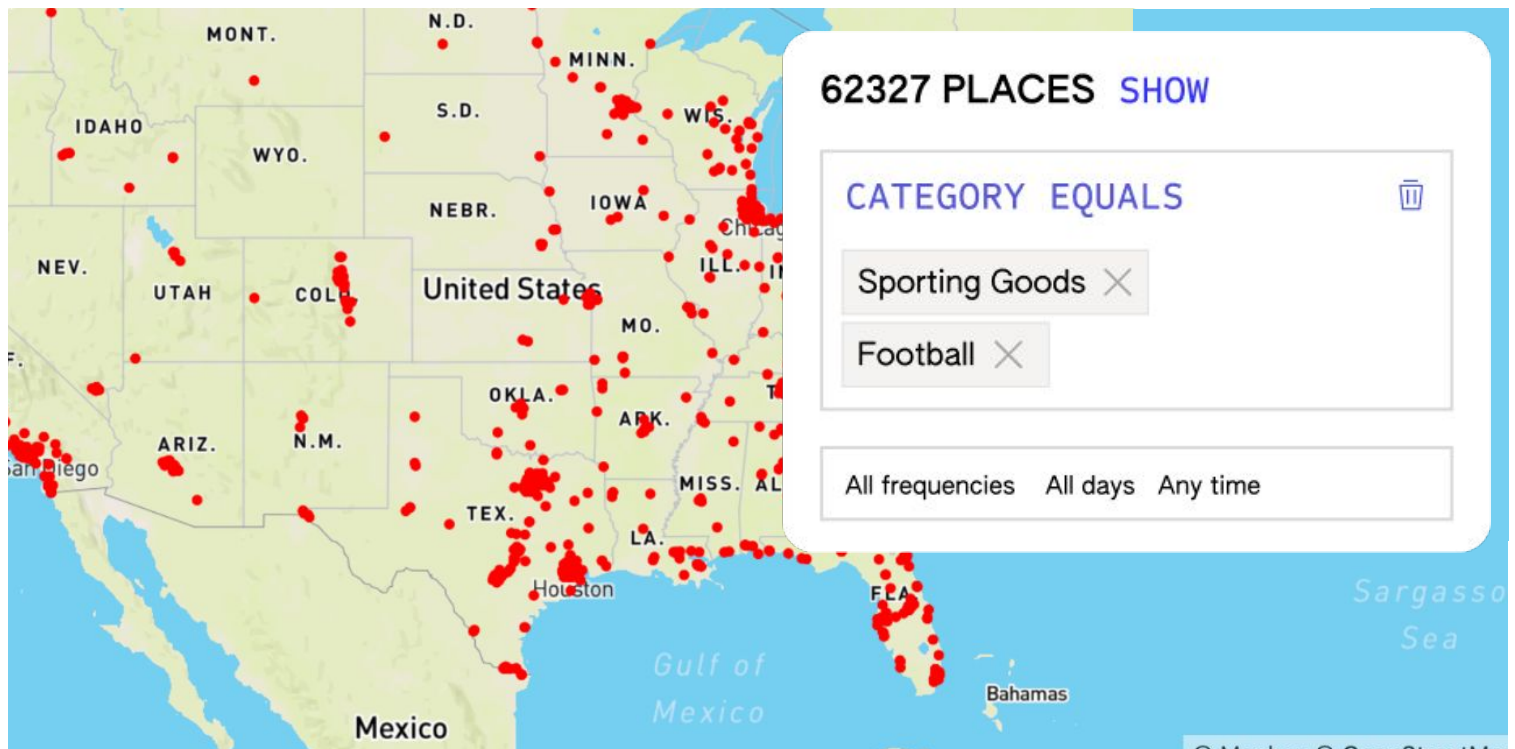 MONT.
N.D.
MINN.
IDAHO
S.D.
WIS.
WYO.
NEBR.
IOWA
NEV.
UTAH
United States
ILL.
MO.
OKLA.
ARK.
ARIZ.
N.M.
San Diego
MISS.
TEX.
LA.
Houston
FLA
Gulf of
Mexico
Mexico
Bahamas
Sargasso
Sea
62327 PLACES SHOW
CATEGORY EQUALS
Sporting Goods
Football
All frequencies All days Any time